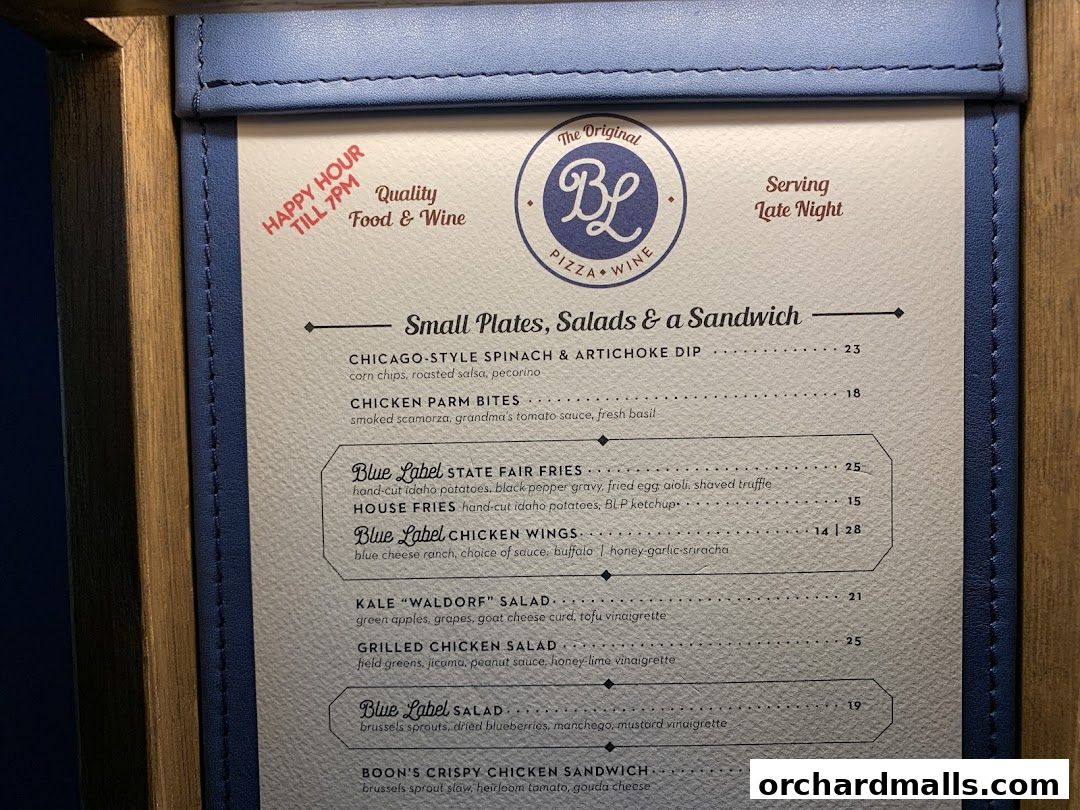 HAPPY HOUR
TILL 7PM
Quality
Food & Wine
The Original
BL
PIZZA • WINE
Serving
Late Night
Small Plates, Salads & a Sandwich
CHICAGO-STYLE SPINACH & ARTICHOKE DIP 23
corn chips, roasted salsa, pecorino
CHICKEN PARM BITES 18
smoked scamorza, grandma's tomato sauce, fresh basil
Blue Label STATE FAIR FRIES 25
hand-cut idaho potatoes, black pepper gravy, fried egg, aioli, shaved truffle
HOUSE FRIES hand-cut idaho potatoes, BLP ketchup 15
Blue Label CHICKEN WINGS 14 | 28
blue cheese ranch, choice of sauce; buffalo | honey-garlic-sriracha
KALE "WALDORF" SALAD 21
green apples, grapes, goat cheese curd, tofu vinaigrette
GRILLED CHICKEN SALAD 25
field greens, jicama, peanut sauce, honey-lime vinaigrette
Blue Label SALAD 19
brussels sprouts, dried blueberries, manchego, mustard vinaigrette
BOON'S CRISPY CHICKEN SANDWICH
brussels sprout slaw, heirloom tomato, gouda cheese
orchardmalls.com